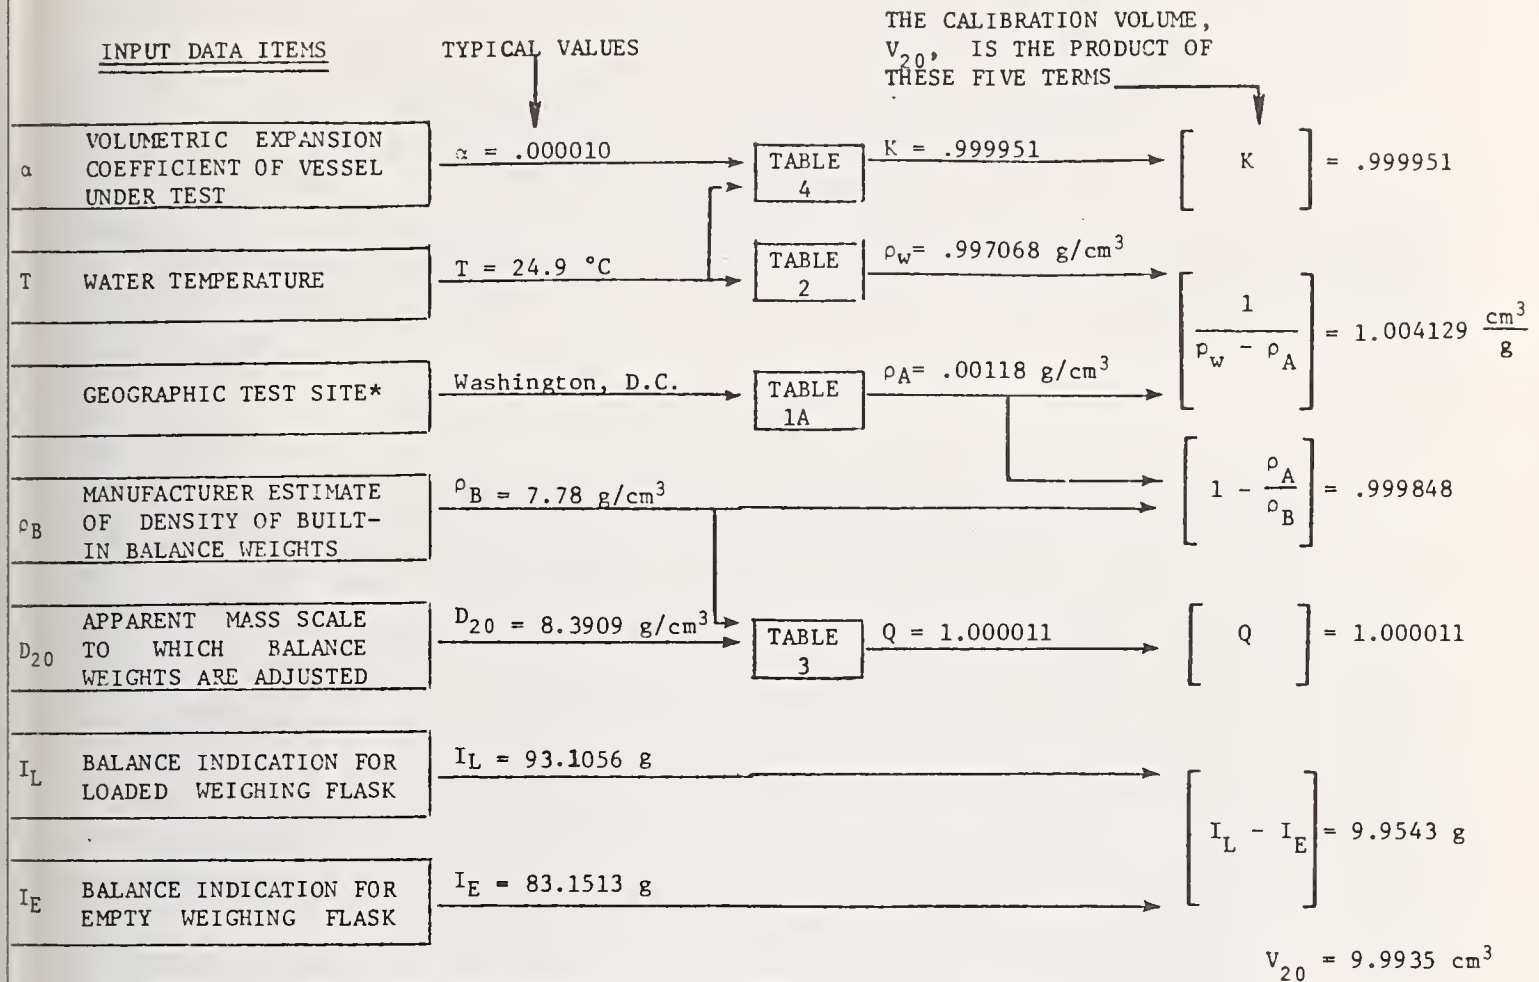 INPUT DATA ITEMS
TYPICAL VALUES
THE CALIBRATION VOLUME,
V20, IS THE PRODUCT OF
THESE FIVE TERMS
α
VOLUMETRIC EXPANSION
COEFFICIENT OF VESSEL
UNDER TEST
α = .000010
TABLE
4
K = .999951
K
= .999951
T
WATER TEMPERATURE
T = 24.9 °C
TABLE
2
ρw= .997068 g/cm³
1
ρw - ρA
= 1.004129 cm³
g
GEOGRAPHIC TEST SITE*
Washington, D.C.
TABLE
1A
ρA= .00118 g/cm³
ρB
MANUFACTURER ESTIMATE
OF DENSITY OF BUILT-
IN BALANCE WEIGHTS
ρB = 7.78 g/cm³
1 - ρA
ρB
= .999848
D20
APPARENT MASS SCALE
TO WHICH BALANCE
WEIGHTS ARE ADJUSTED
D20 = 8.3909 g/cm³
TABLE
3
Q = 1.000011
Q
= 1.000011
IL
BALANCE INDICATION FOR
LOADED WEIGHING FLASK
IL = 93.1056 g
IL - IE = 9.9543 g
IE
BALANCE INDICATION FOR
EMPTY WEIGHING FLASK
IE = 83.1513 g
V20 = 9.9935 cm³